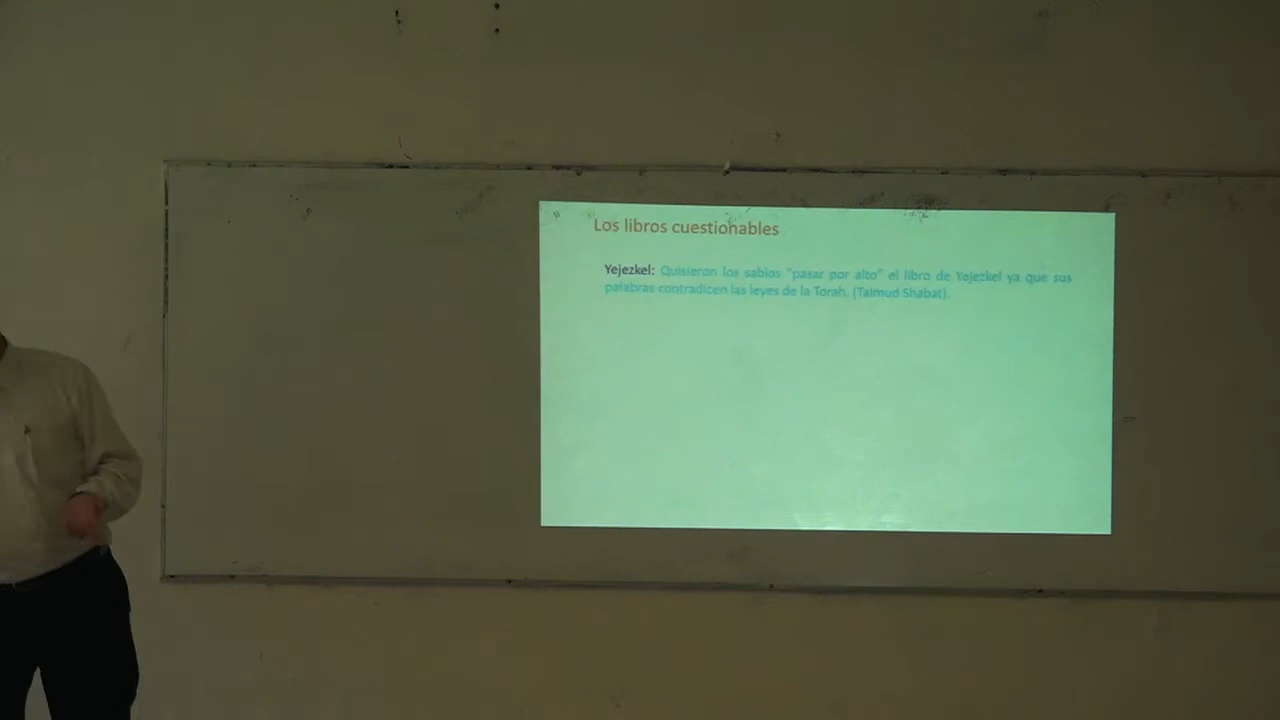 Los libros cuestionables
Yejezkel: Quisieron los sabios "pasar por alto" el libro de Yejezkel ya que sus
palabras contradicen las leyes de la Torah. (Talmud Shabat).